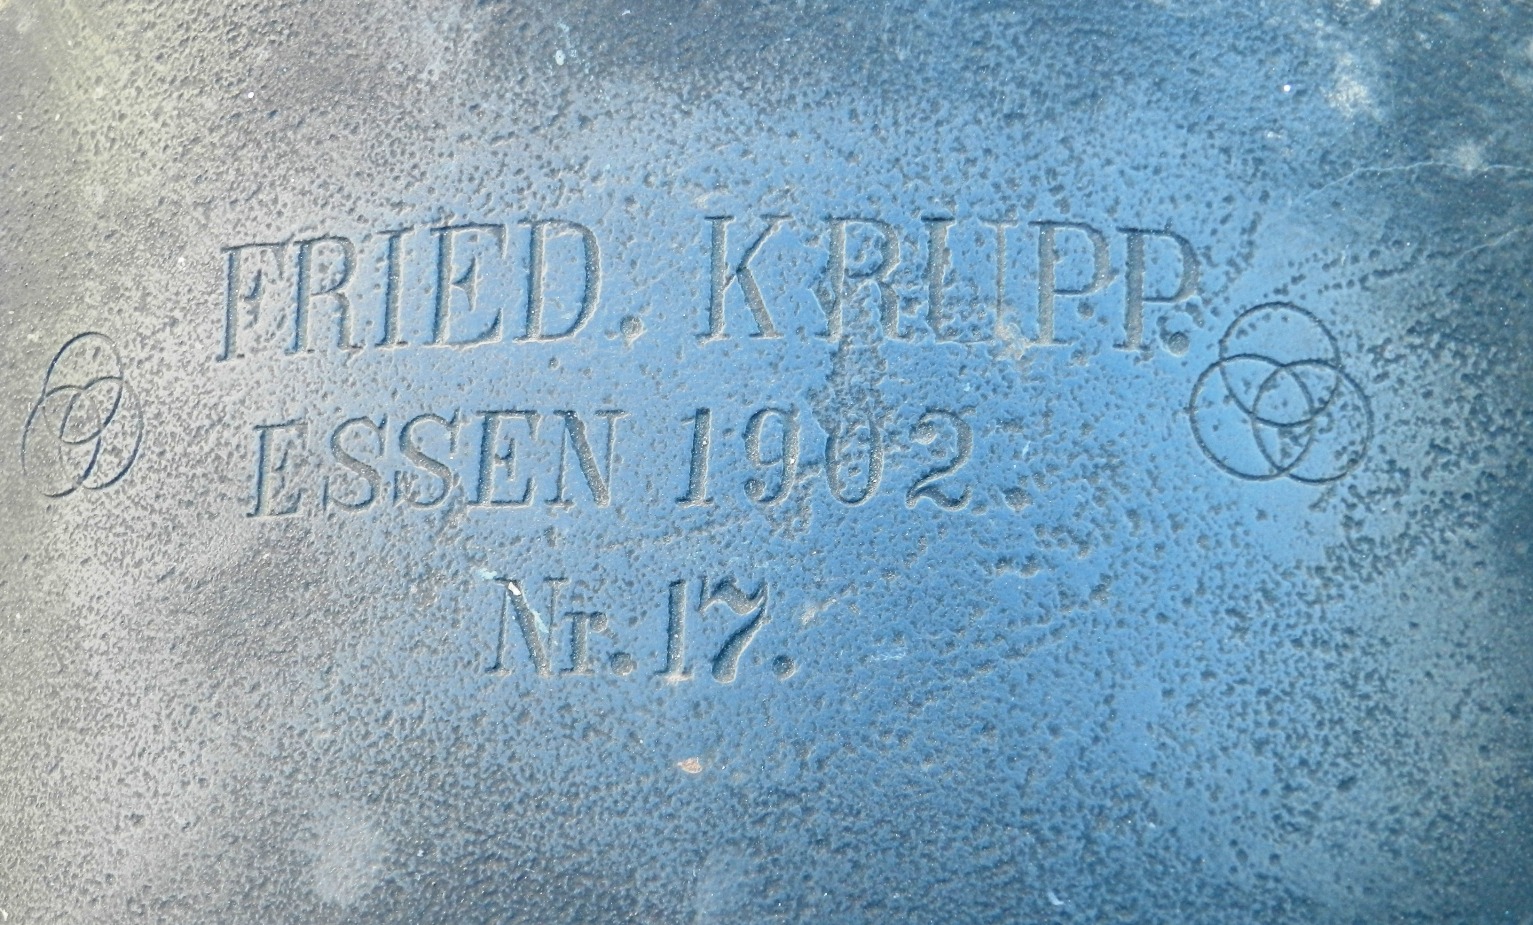 FRIED. KRUPP.
ESSEN 1902.
Nr. 17.